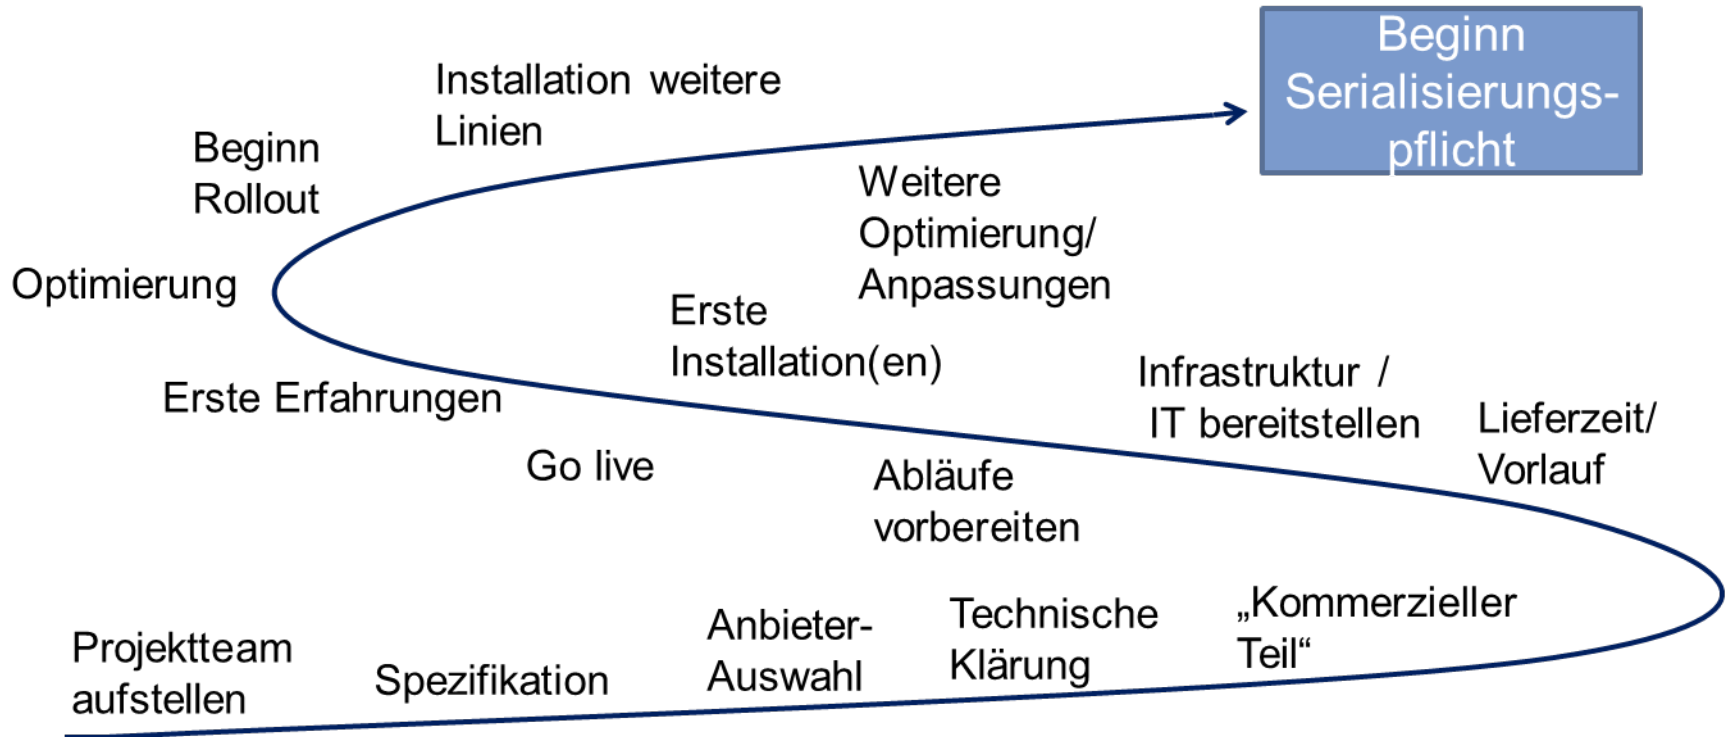 Beginn
Serialisierungs-
pflicht
Installation weitere
Linien
Beginn
Rollout
Weitere
Optimierung/
Anpassungen
Optimierung
Erste
Installation(en)
Infrastruktur /
IT bereitstellen
Lieferzeit/
Vorlauf
Erste Erfahrungen
Go live
Abläufe
vorbereiten
Projektteam
aufstellen
Spezifikation
Anbieter-
Auswahl
Technische
Klärung
„Kommerzieller
Teil“